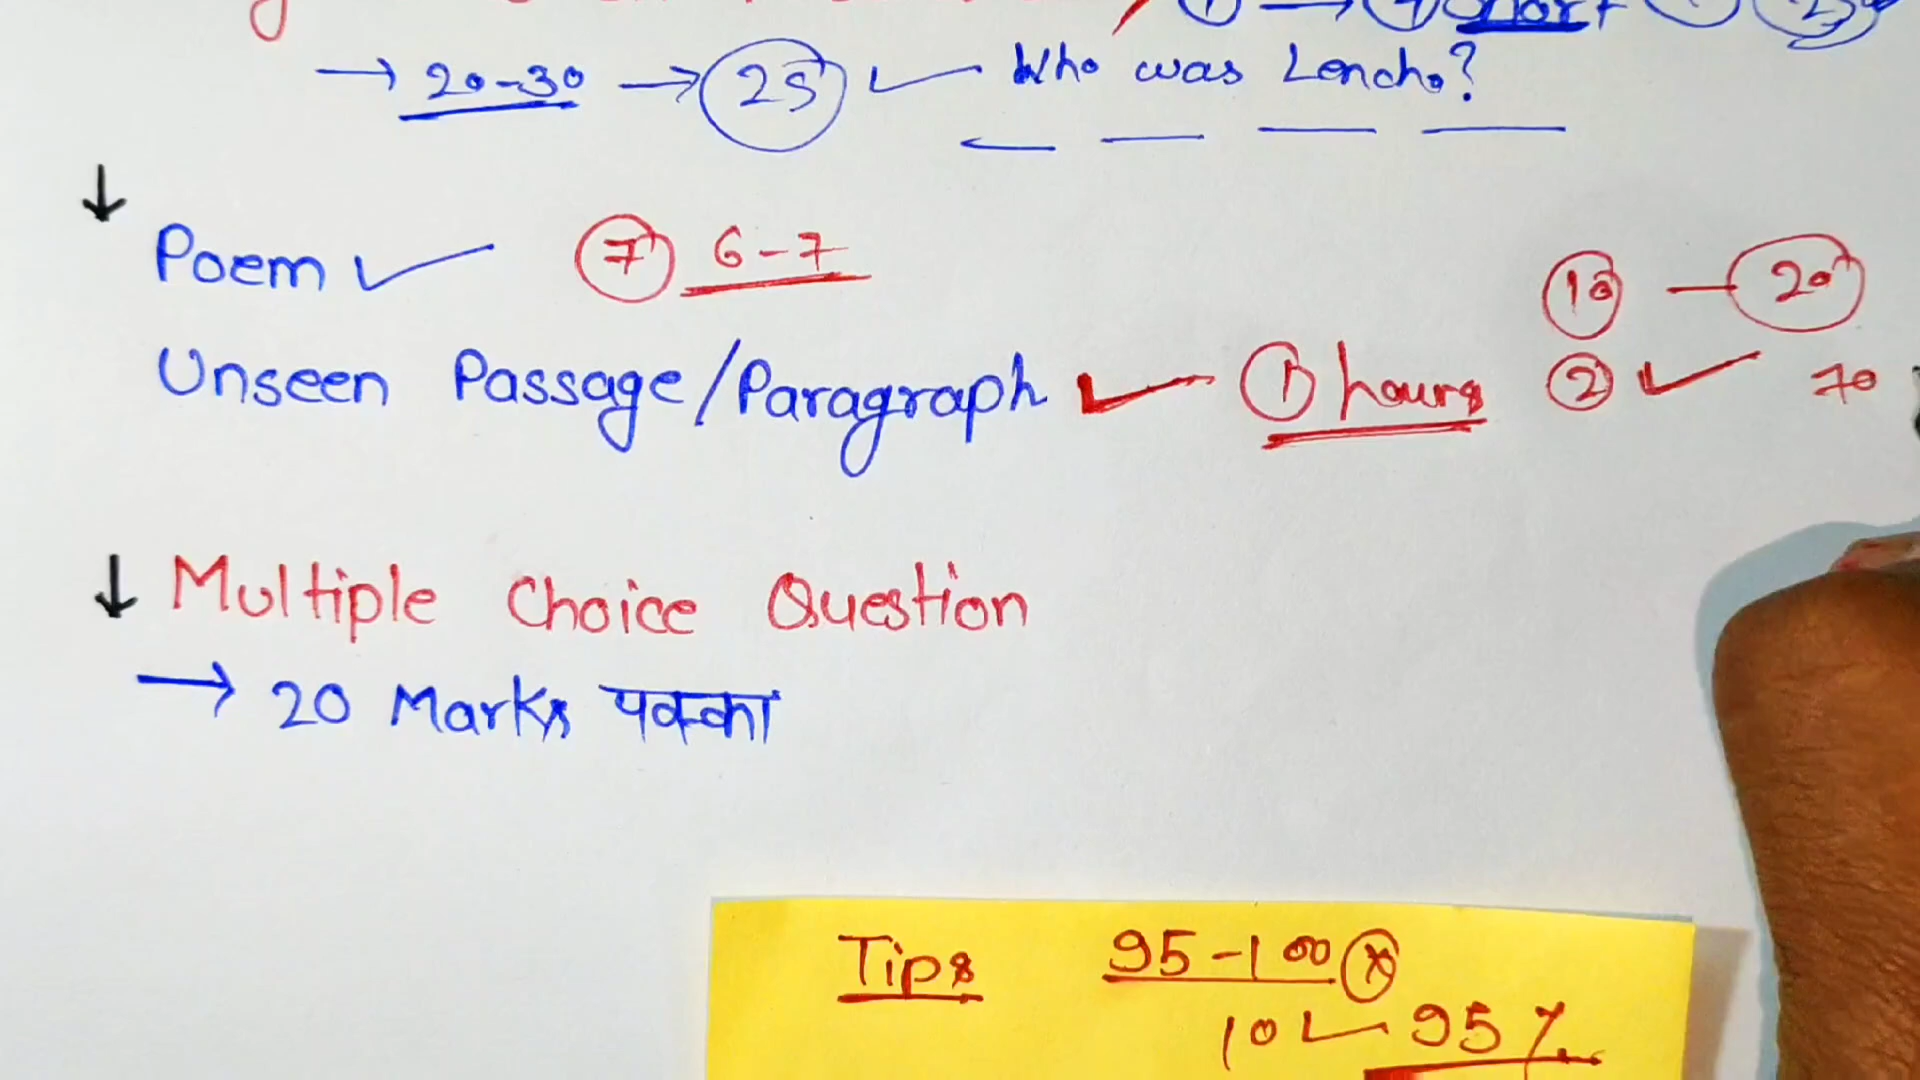 → 20-30 → 25 ✓ Who was Lencho?
↓
Poem ✓ 7 6-7
10 — 20
Unseen Passage/Paragraph ✓ 1 hours 2 ✓ 70
↓ Multiple Choice Question
→ 20 Marks पक्का
Tips 95-100
10 ✓ 95%